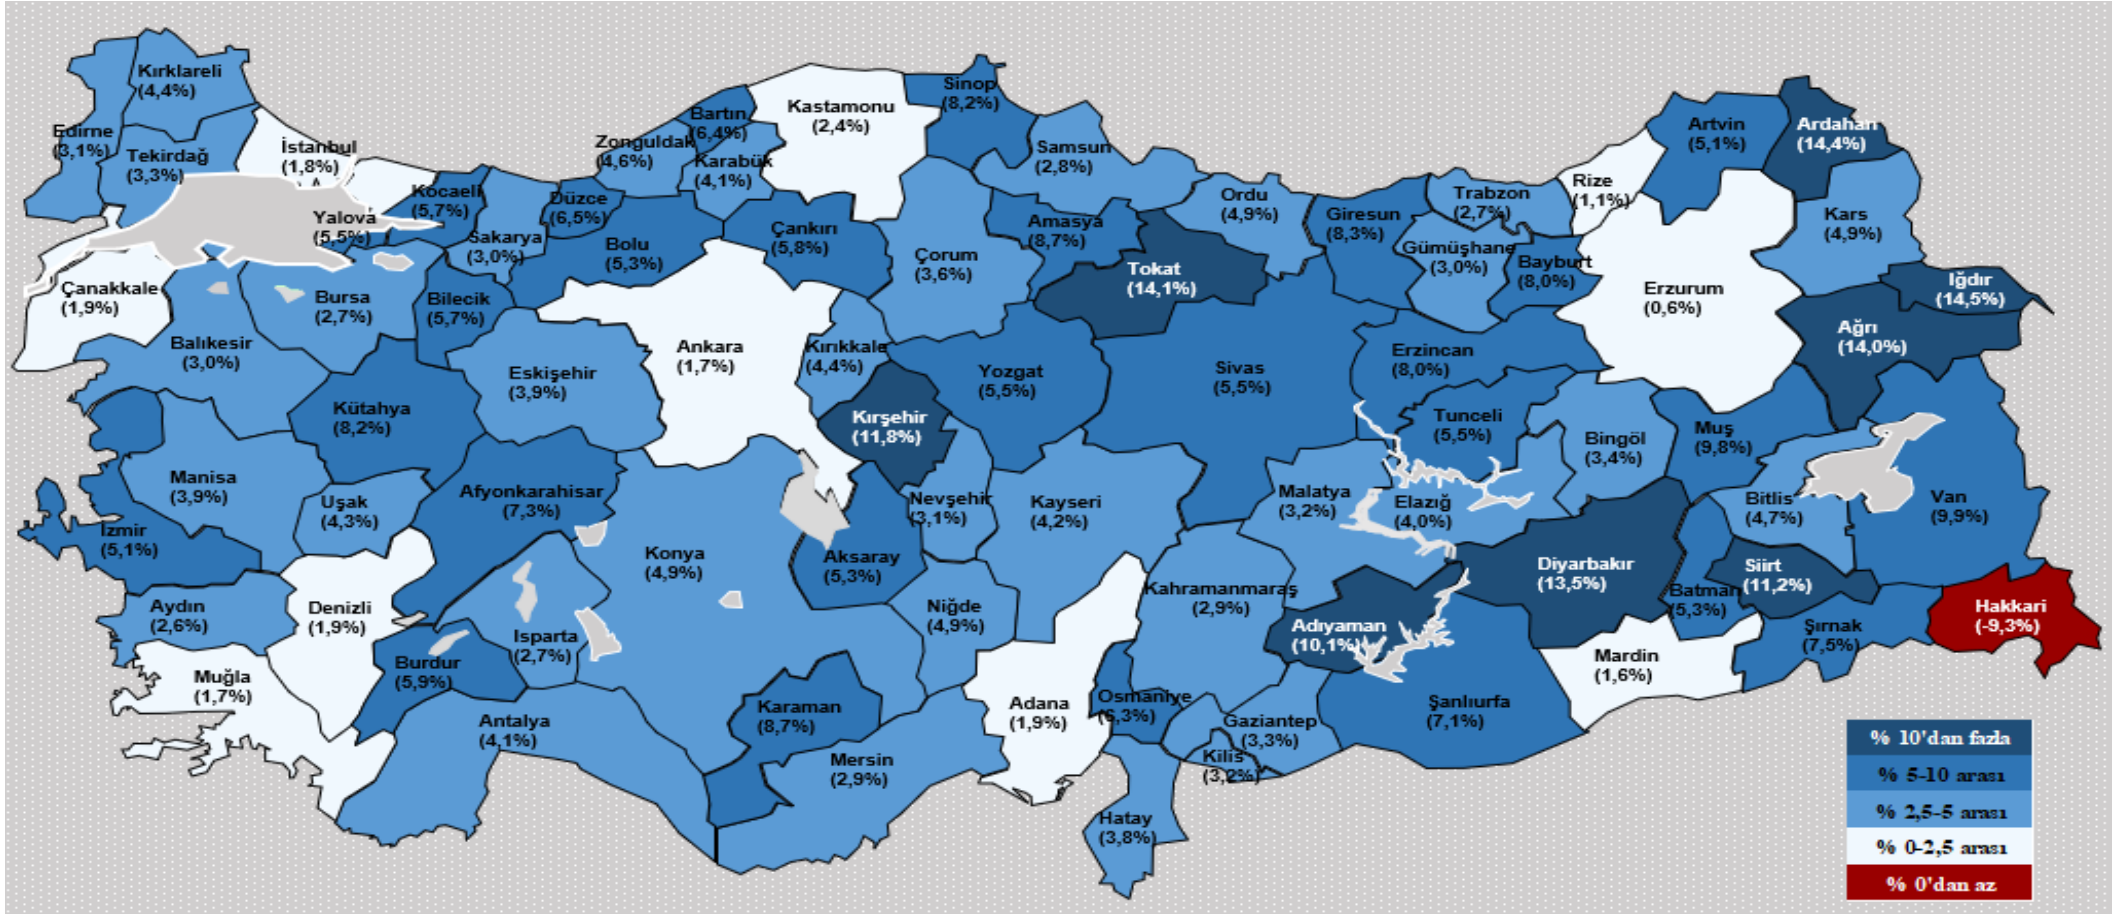 Kırklareli
(4,4%)
Edirne
(3,1%)
Tekirdağ
(3,3%)
İstanbul
(1,8%)
Kocaeli
(5,7%)
Yalova
(5,5%)
Sakarya
(3,0%)
Düzce
(6,5%)
Bolu
(5,3%)
Zonguldak
(4,6%)
Bartın
(6,4%)
Karabük
(4,1%)
Kastamonu
(2,4%)
Sinop
(8,2%)
Samsun
(2,8%)
Çankırı
(5,8%)
Çorum
(3,6%)
Amasya
(8,7%)
Tokat
(14,1%)
Ordu
(4,9%)
Giresun
(8,3%)
Trabzon
(2,7%)
Gümüşhane
(3,0%)
Bayburt
(8,0%)
Rize
(1,1%)
Artvin
(5,1%)
Ardahan
(14,4%)
Kars
(4,9%)
Iğdır
(14,5%)
Ağrı
(14,0%)
Erzurum
(0,6%)
Çanakkale
(1,9%)
Balıkesir
(3,0%)
Bursa
(2,7%)
Bilecik
(5,7%)
Eskişehir
(3,9%)
Kütahya
(8,2%)
Ankara
(1,7%)
Kırıkkale
(4,4%)
Kırşehir
(11,8%)
Yozgat
(5,5%)
Sivas
(5,5%)
Erzincan
(8,0%)
Tunceli
(5,5%)
Bingöl
(3,4%)
Muş
(9,8%)
Bitlis
(4,7%)
Van
(9,9%)
Manisa
(3,9%)
Uşak
(4,3%)
Afyonkarahisar
(7,3%)
İzmir
(5,1%)
Aydın
(2,6%)
Denizli
(1,9%)
Muğla
(1,7%)
Burdur
(5,9%)
Isparta
(2,7%)
Antalya
(4,1%)
Konya
(4,9%)
Aksaray
(5,3%)
Nevşehir
(3,1%)
Kayseri
(4,2%)
Niğde
(4,9%)
Karaman
(8,7%)
Mersin
(2,9%)
Adana
(1,9%)
Osmaniye
(6,3%)
Hatay
(3,8%)
Kahramanmaraş
(2,9%)
Gaziantep
(3,3%)
Kilis
(3,2%)
Malatya
(3,2%)
Elazığ
(4,0%)
Adıyaman
(10,1%)
Şanlıurfa
(7,1%)
Diyarbakır
(13,5%)
Mardin
(1,6%)
Batman
(5,3%)
Siirt
(11,2%)
Şırnak
(7,5%)
Hakkari
(-9,3%)
% 10'dan fazla
% 5-10 arası
% 2,5-5 arası
% 0-2,5 arası
% 0'dan az